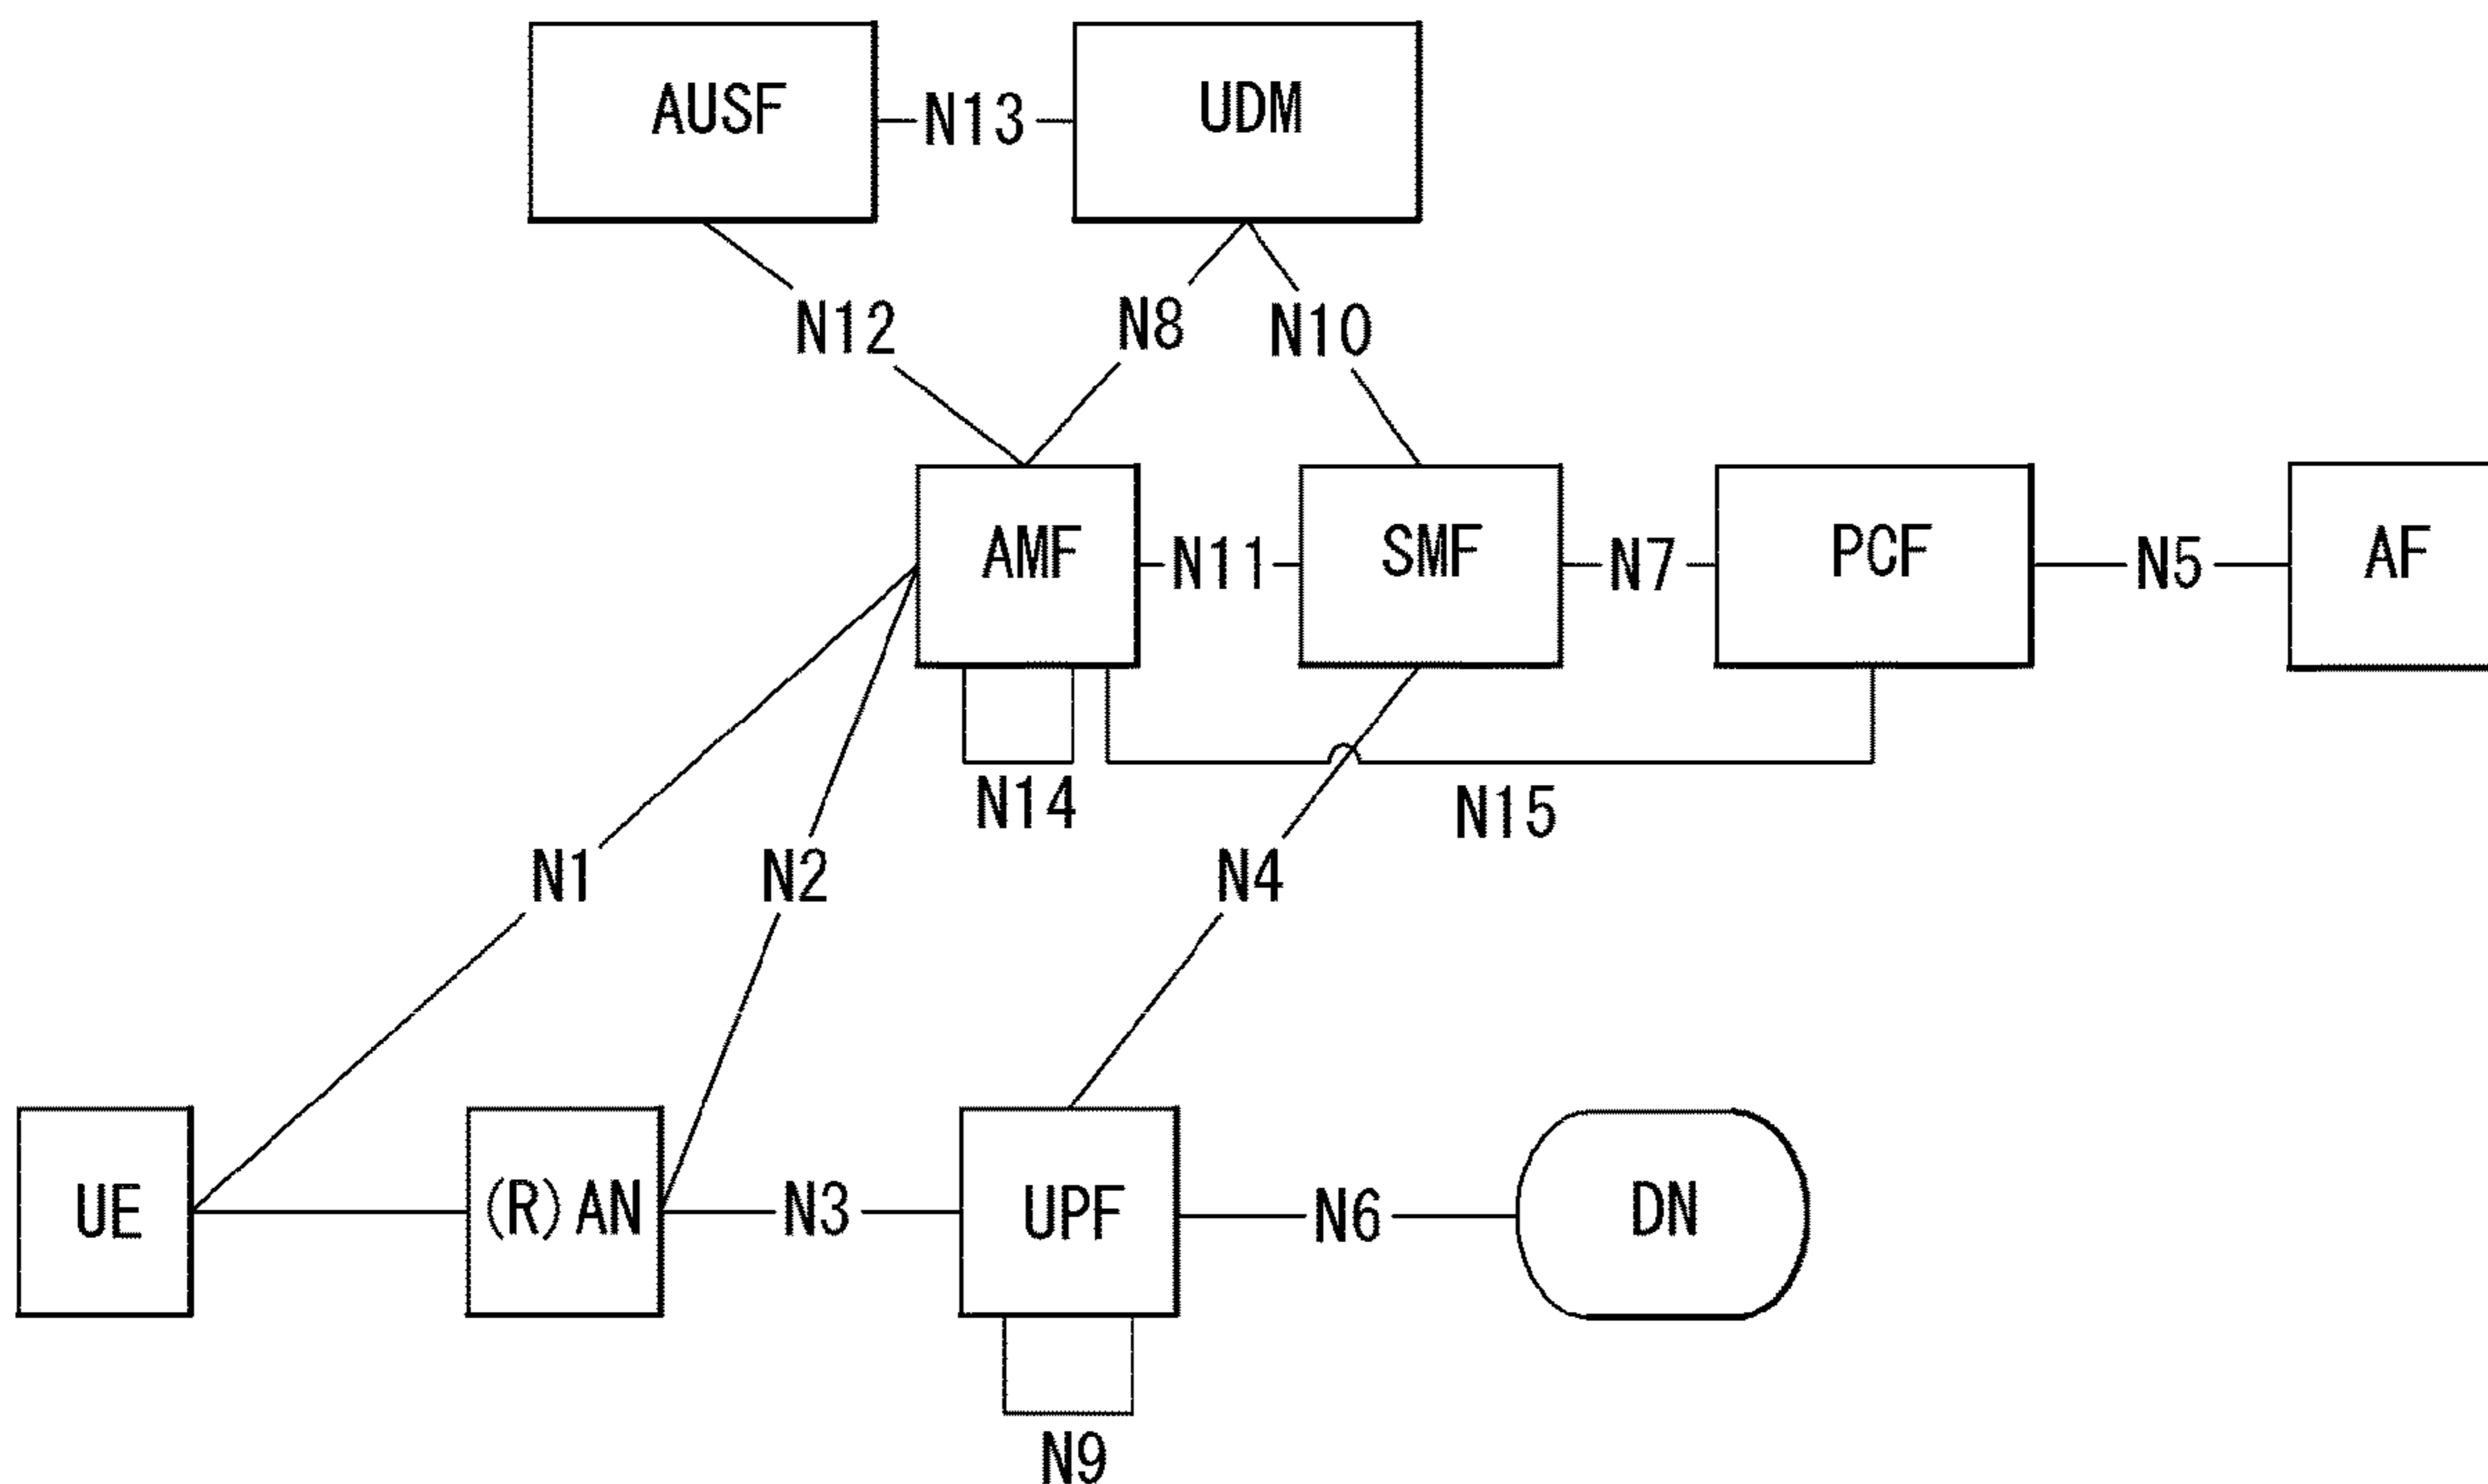 AUSF
N13
UDM
N12
N8
N10
AMF
N11
SMF
N7
PCF
N5
AF
N14
N15
N1
N2
N4
UE
(R)AN
N3
UPF
N6
DN
N9